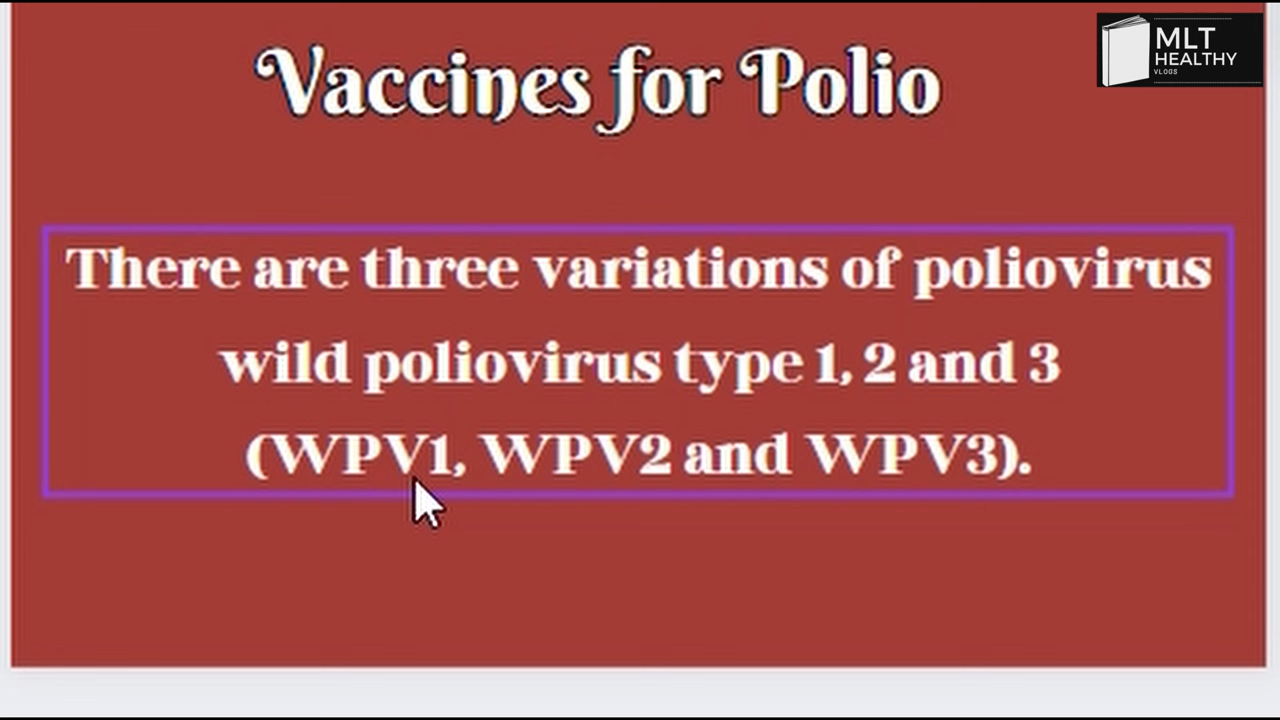 Vaccines for Polio
MLT
HEALTHY
VLOGS
There are three variations of poliovirus
wild poliovirus type 1, 2 and 3
(WPV1, WPV2 and WPV3).